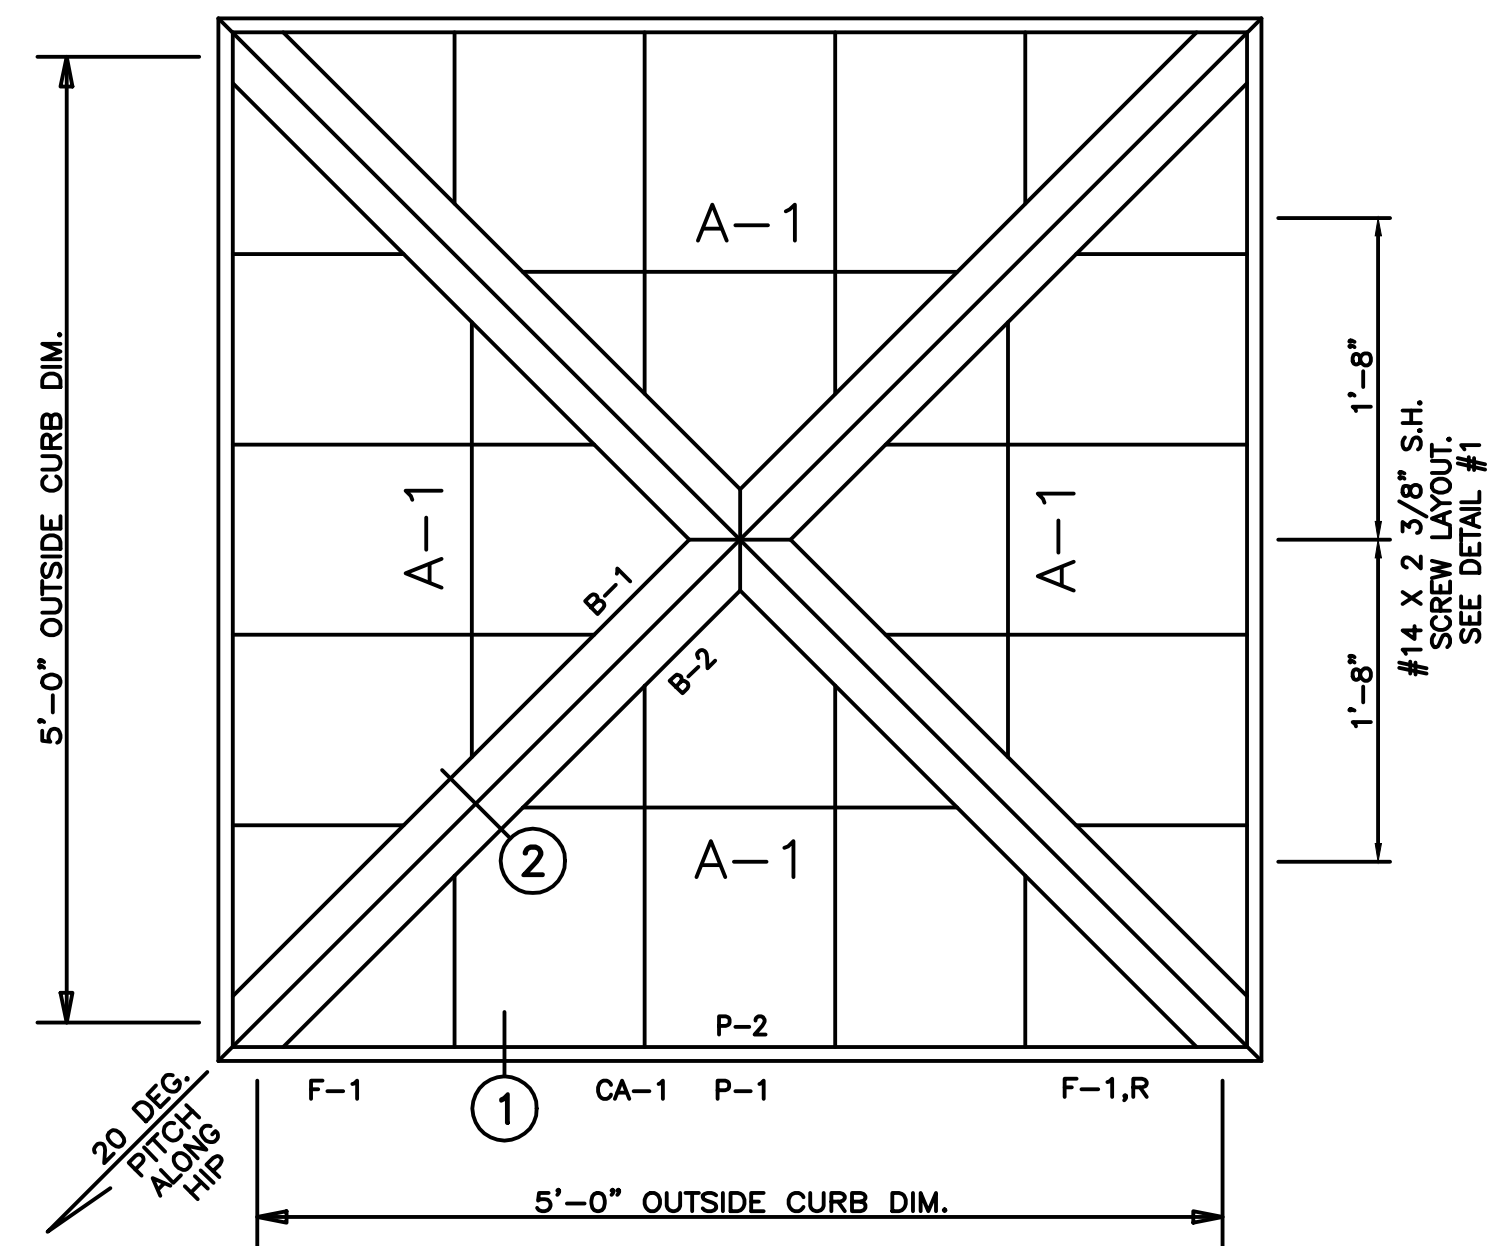 A-1
5'-0" OUTSIDE CURB DIM.
1'-8"
#14 X 2 3/8" S.H.
SCREW LAYOUT.
SEE DETAIL #1
A-1
A-1
B-1
B-2
1'-8"
2
A-1
P-2
F-1
1
CA-1
P-1
F-1,R
20 DEG.
PITCH
ALONG
HIP
5'-0" OUTSIDE CURB DIM.